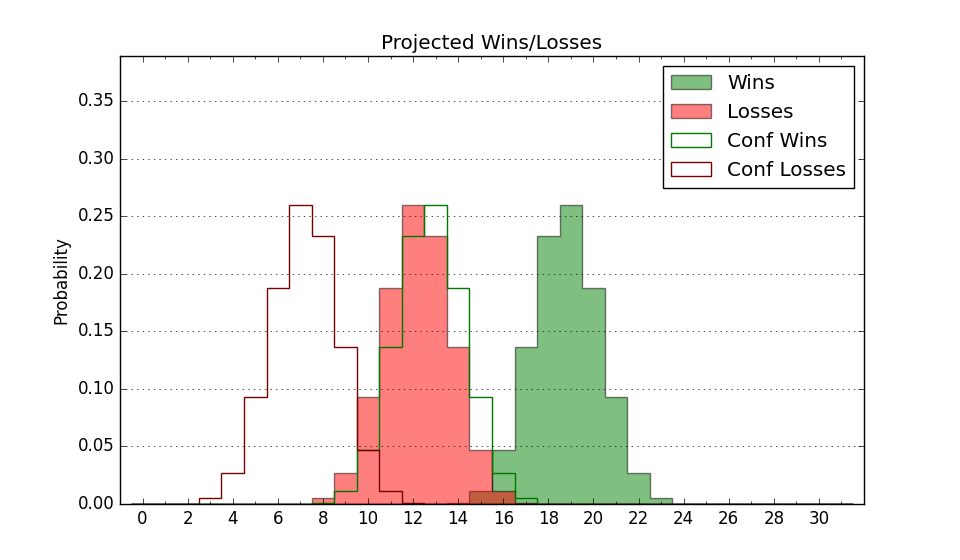 Projected Wins/Losses
Wins
Losses
Conf Wins
Conf Losses
Probability
0.35
0.30
0.25
0.20
0.15
0.10
0.05
0.00
0 2 4 6 8 10 12 14 16 18 20 22 24 26 28 30